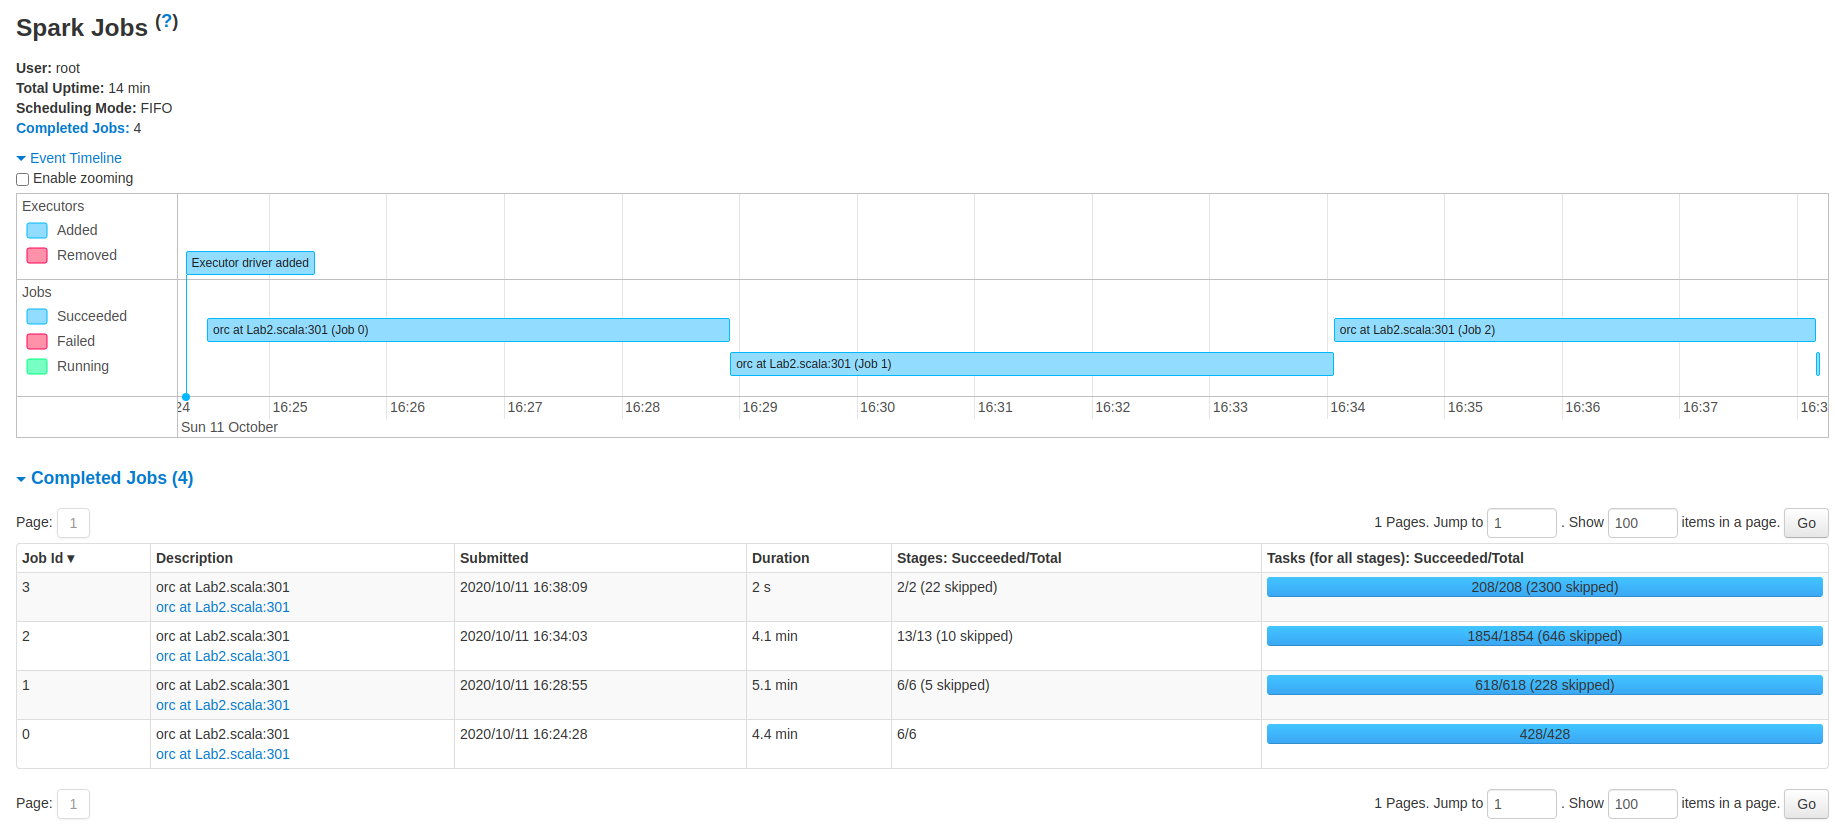 Spark Jobs (?)
User: root
Total Uptime: 14 min
Scheduling Mode: FIFO
Completed Jobs: 4
Event Timeline
Enable zooming
Executors
Added
Removed
Executor driver added
Jobs
Succeeded
Failed
Running
orc at Lab2.scala:301 (Job 0)
orc at Lab2.scala:301 (Job 2)
orc at Lab2.scala:301 (Job 1)
24 16:25 16:26 16:27 16:28 16:29 16:30 16:31 16:32 16:33 16:34 16:35 16:36 16:37 16:3
Sun 11 October
Completed Jobs (4)
Page: 1 1 Pages. Jump to 1 . Show 100 items in a page. Go
Job Id ▾ Description Submitted Duration Stages: Succeeded/Total Tasks (for all stages): Succeeded/Total
3 orc at Lab2.scala:301 2020/10/11 16:38:09 2 s 2/2 (22 skipped) 208/208 (2300 skipped)
orc at Lab2.scala:301
2 orc at Lab2.scala:301 2020/10/11 16:34:03 4.1 min 13/13 (10 skipped) 1854/1854 (646 skipped)
orc at Lab2.scala:301
1 orc at Lab2.scala:301 2020/10/11 16:28:55 5.1 min 6/6 (5 skipped) 618/618 (228 skipped)
orc at Lab2.scala:301
0 orc at Lab2.scala:301 2020/10/11 16:24:28 4.4 min 6/6 428/428
orc at Lab2.scala:301
Page: 1 1 Pages. Jump to 1 . Show 100 items in a page. Go